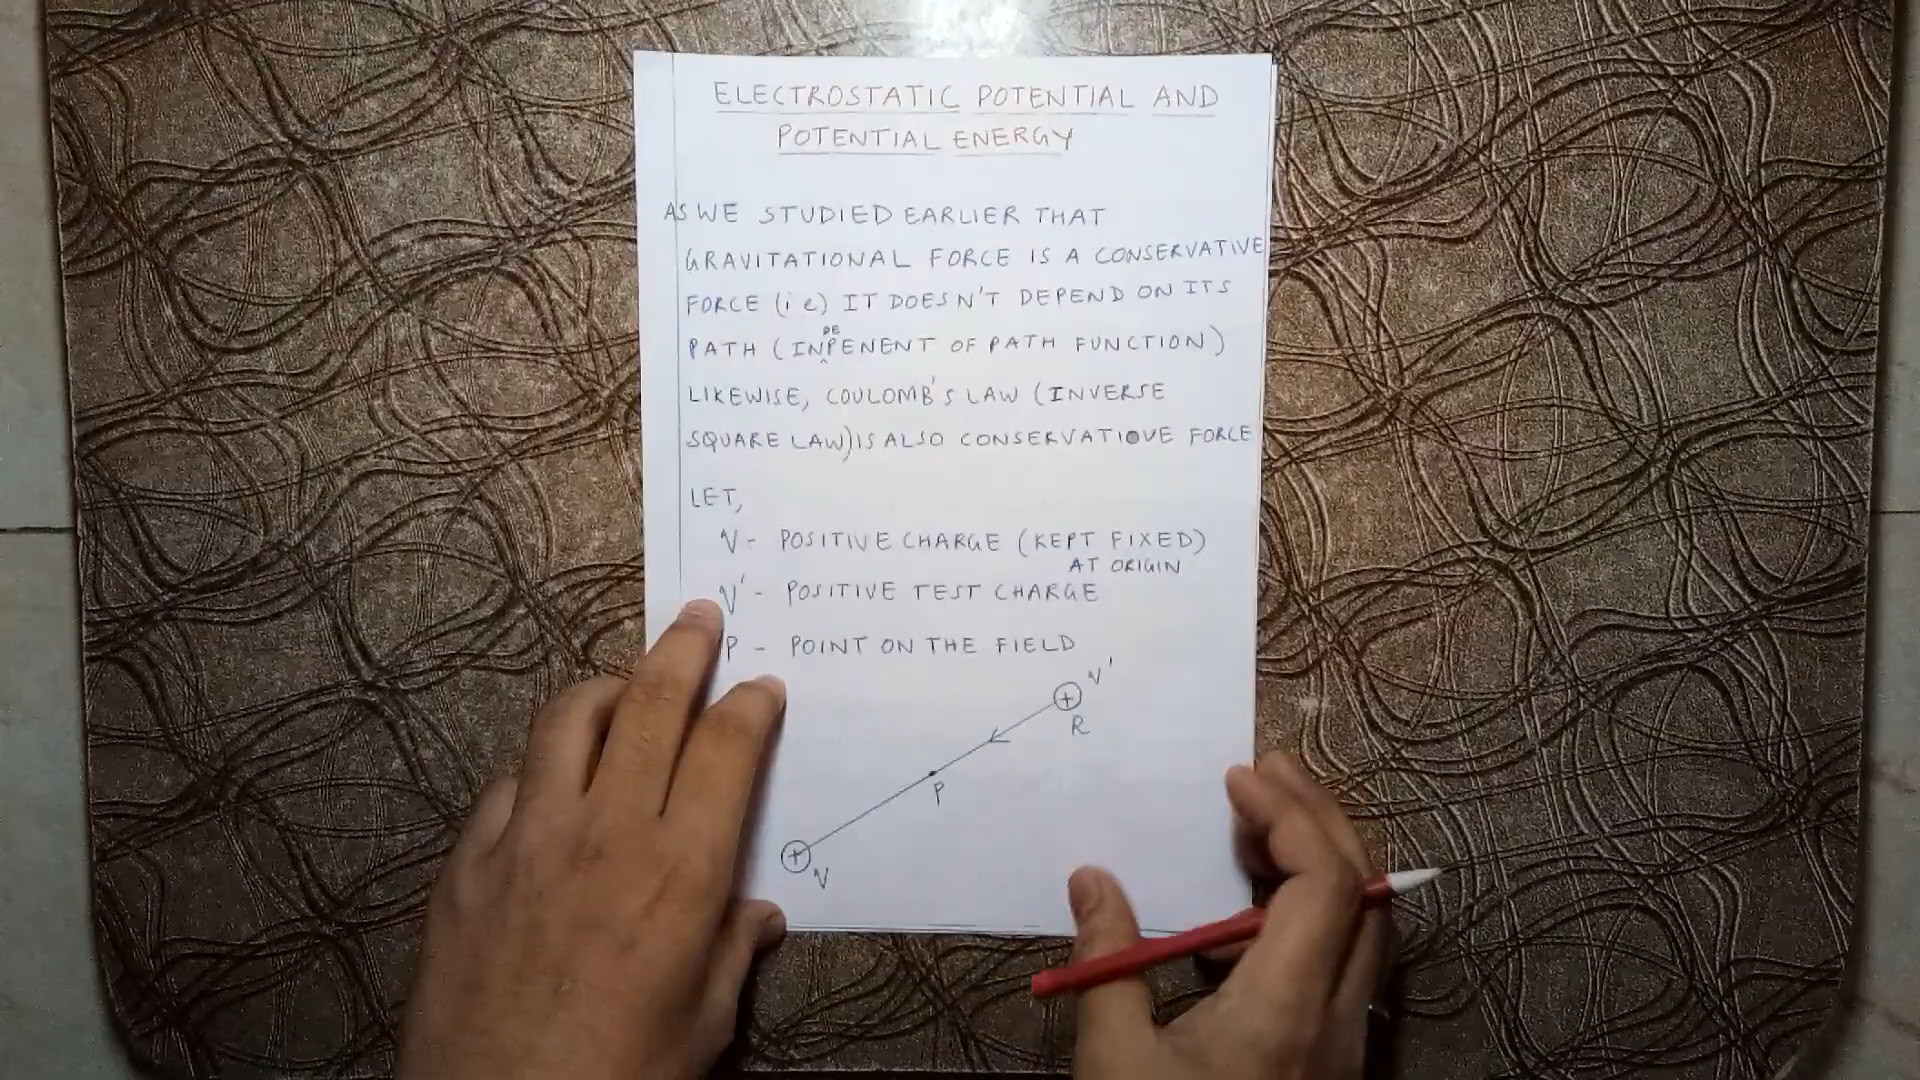 ELECTROSTATIC POTENTIAL AND
POTENTIAL ENERGY
AS WE STUDIED EARLIER THAT
GRAVITATIONAL FORCE IS A CONSERVATIVE
FORCE (i e) IT DOESN'T DEPEND ON ITS
DE
PATH (INPENENT OF PATH FUNCTION)
LIKEWISE, COULOMB'S LAW (INVERSE
SQUARE LAW) IS ALSO CONSERVATIOVE FORCE
LET,
V - POSITIVE CHARGE (KEPT FIXED)
AT ORIGIN
V' - POSITIVE TEST CHARGE
P - POINT ON THE FIELD
V'
+
R
P
+
V